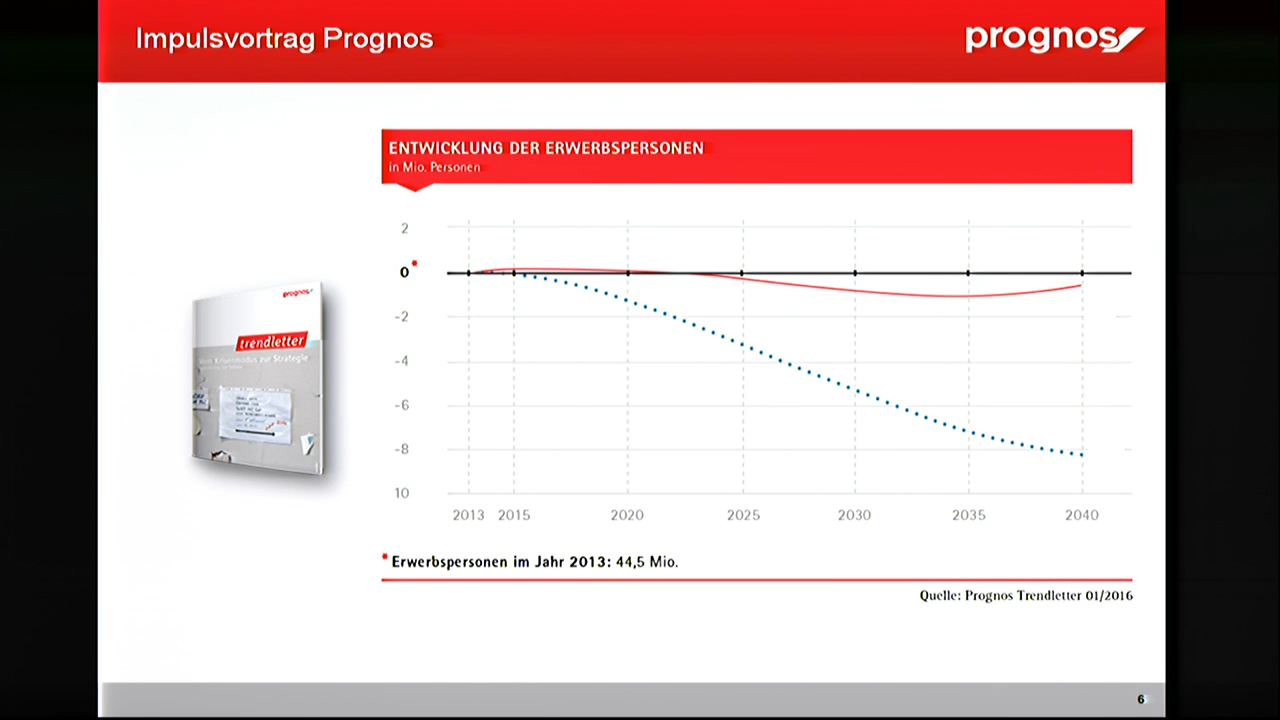 Impulsvortrag Prognos
prognos
ENTWICKLUNG DER ERWERBSPERSONEN
in Mio. Personen
2
0*
-2
-4
-6
-8
10
2013 2015 2020 2025 2030 2035 2040
prognos
trendletter
zur Strategie
* Erwerbspersonen im Jahr 2013: 44,5 Mio.
Quelle: Prognos Trendletter 01/2016
6